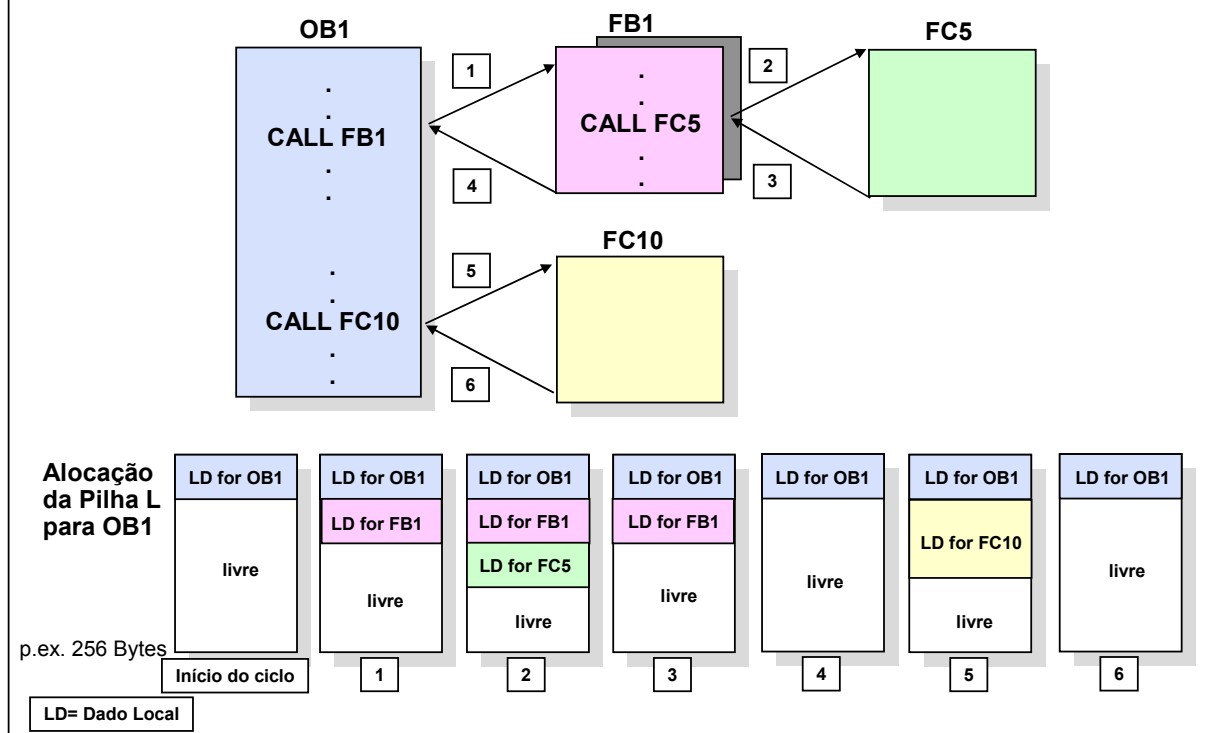 OB1
FB1
FC5
1
2
.
.
CALL FB1
.
.
.
.
CALL FC5
.
.
4
3
FC10
.
.
CALL FC10
.
.
5
6
Alocação
da Pilha L
para OB1
LD for OB1
livre
LD for OB1
LD for FB1
livre
LD for OB1
LD for FB1
LD for FC5
livre
LD for OB1
LD for FB1
livre
LD for OB1
livre
LD for OB1
LD for FC10
livre
LD for OB1
livre
p.ex. 256 Bytes
Início do ciclo
1
2
3
4
5
6
LD= Dado Local